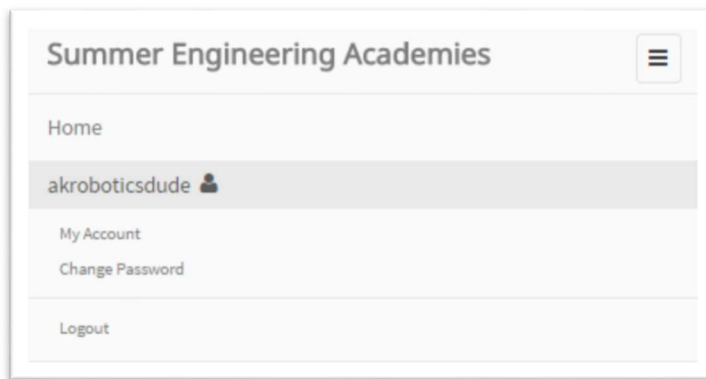 Summer Engineering Academies
Home
akroboticsdude
My Account
Change Password
Logout